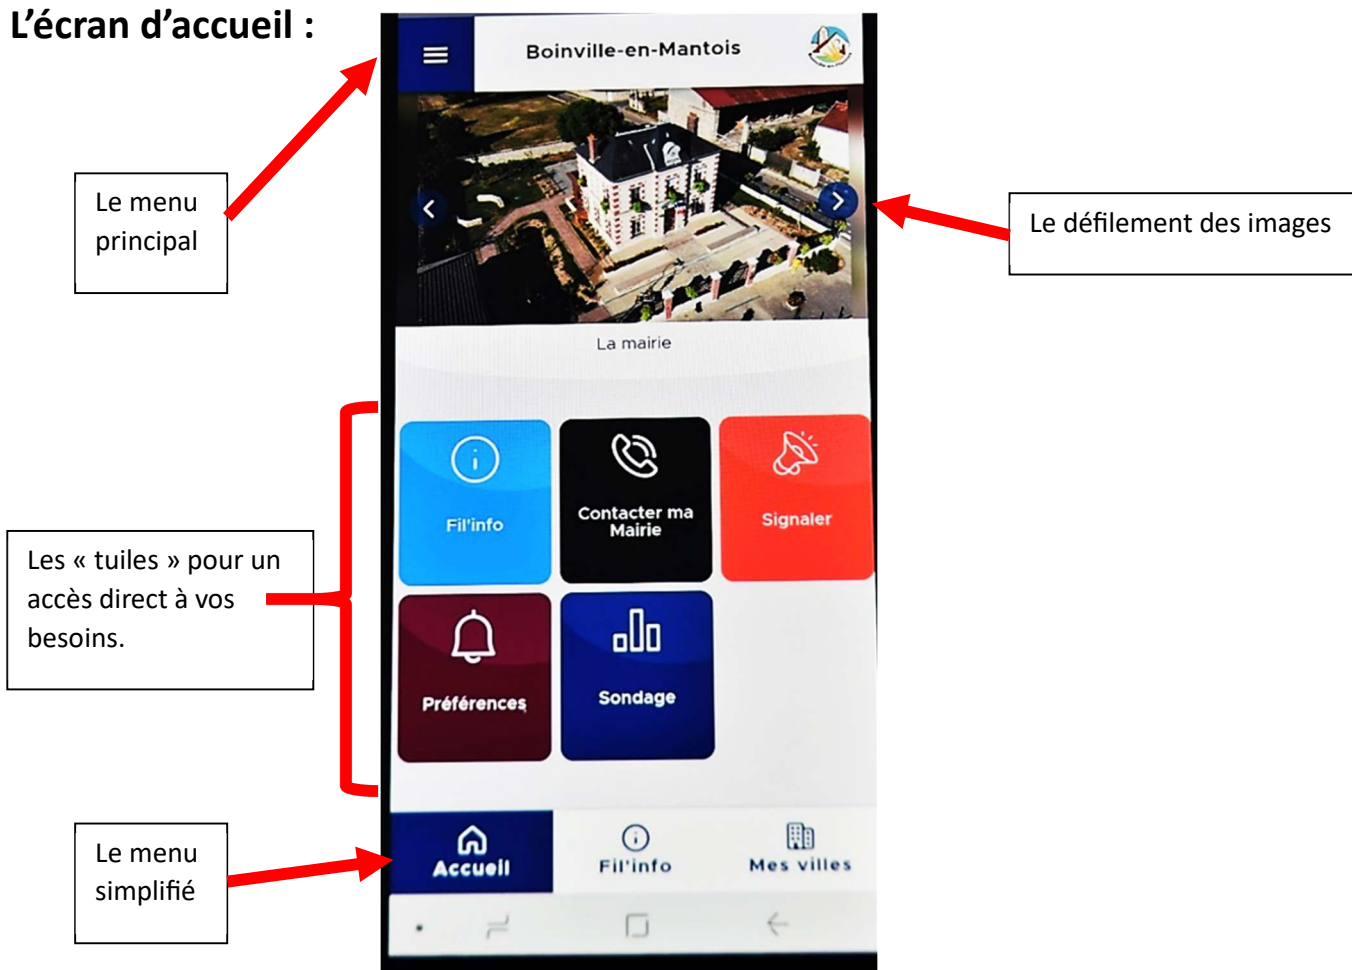 L’écran d’accueil :
Boinville-en-Mantois
Le menu
principal
Le défilement des images
La mairie
Fil'info
Contacter ma
Mairie
Signaler
Les « tuiles » pour un
accès direct à vos
besoins.
Préférences
Sondage
Le menu
simplifié
Accueil
Fil'info
Mes villes